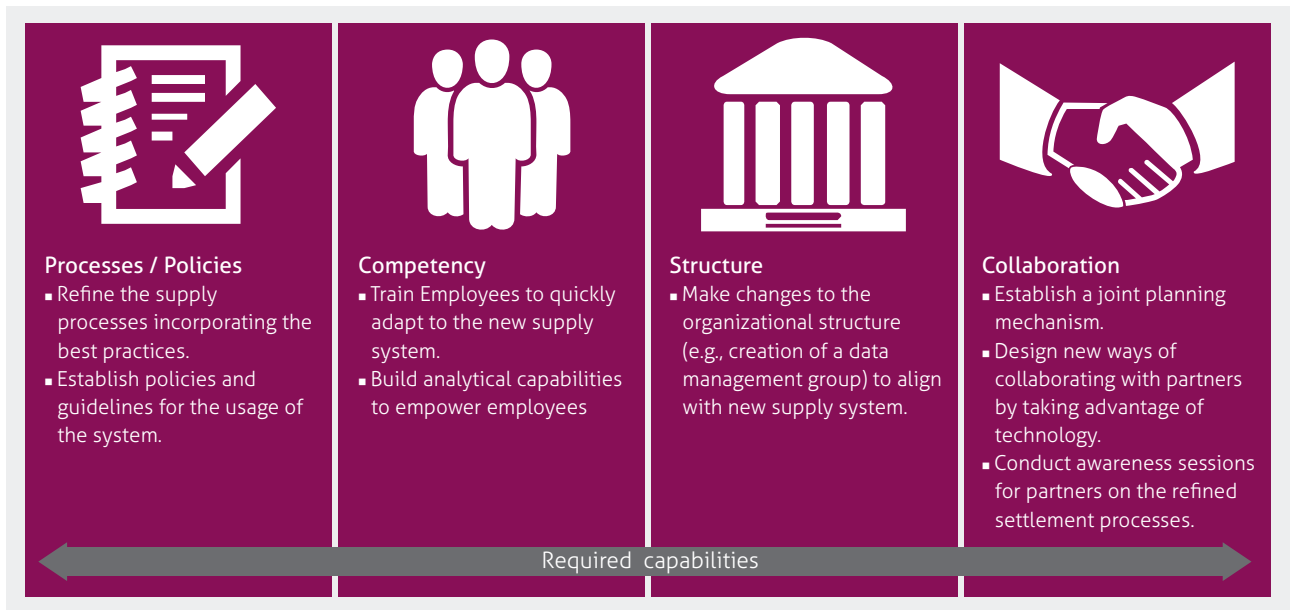 Processes / Policies
▪ Refine the supply
processes incorporating the
best practices.
▪ Establish policies and
guidelines for the usage of
the system.
Competency
▪ Train Employees to quickly
adapt to the new supply
system.
▪ Build analytical capabilities
to empower employees
Structure
▪ Make changes to the
organizational structure
(e.g., creation of a data
management group) to align
with new supply system.
Collaboration
▪ Establish a joint planning
mechanism.
▪ Design new ways of
collaborating with partners
by taking advantage of
technology.
▪ Conduct awareness sessions
for partners on the refined
settlement processes.
Required capabilities